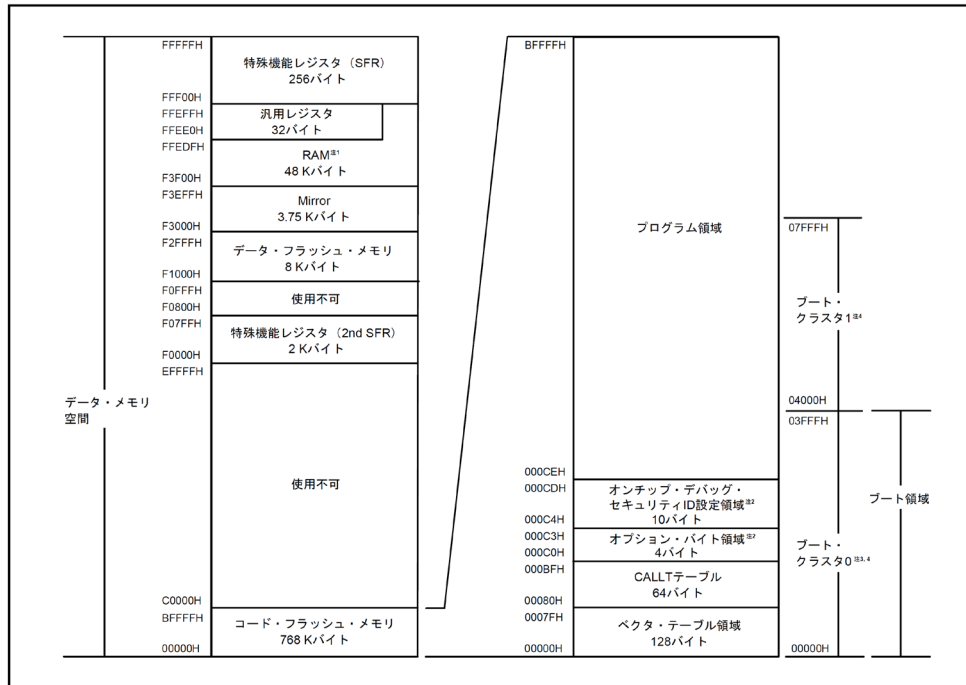 FFFFFH
特殊機能レジスタ（SFR）
256バイト
FFF00H
FFEFFH
汎用レジスタ
32バイト
FFEE0H
FFEDFH
RAM注1
48 Kバイト
F3F00H
F3EFFH
Mirror
3.75 Kバイト
F3000H
F2FFFH
データ・フラッシュ・メモリ
8 Kバイト
F1000H
F0FFFH
使用不可
F0800H
F07FFH
特殊機能レジスタ（2nd SFR）
2 Kバイト
F0000H
EFFFFH
データ・メモリ
空間
使用不可
C0000H
BFFFFH
コード・フラッシュ・メモリ
768 Kバイト
00000H
BFFFFH
プログラム領域
000CEH
000CDH
オンチップ・デバッグ・
セキュリティID設定領域注2
10バイト
000C4H
000C3H
オプション・バイト領域注2
4バイト
000C0H
000BFH
CALLTテーブル
64バイト
00080H
0007FH
ベクタ・テーブル領域
128バイト
00000H
07FFFH
ブート・
クラスタ1注4
04000H
03FFFH
ブート・
クラスタ0注3, 4
00000H
ブート領域